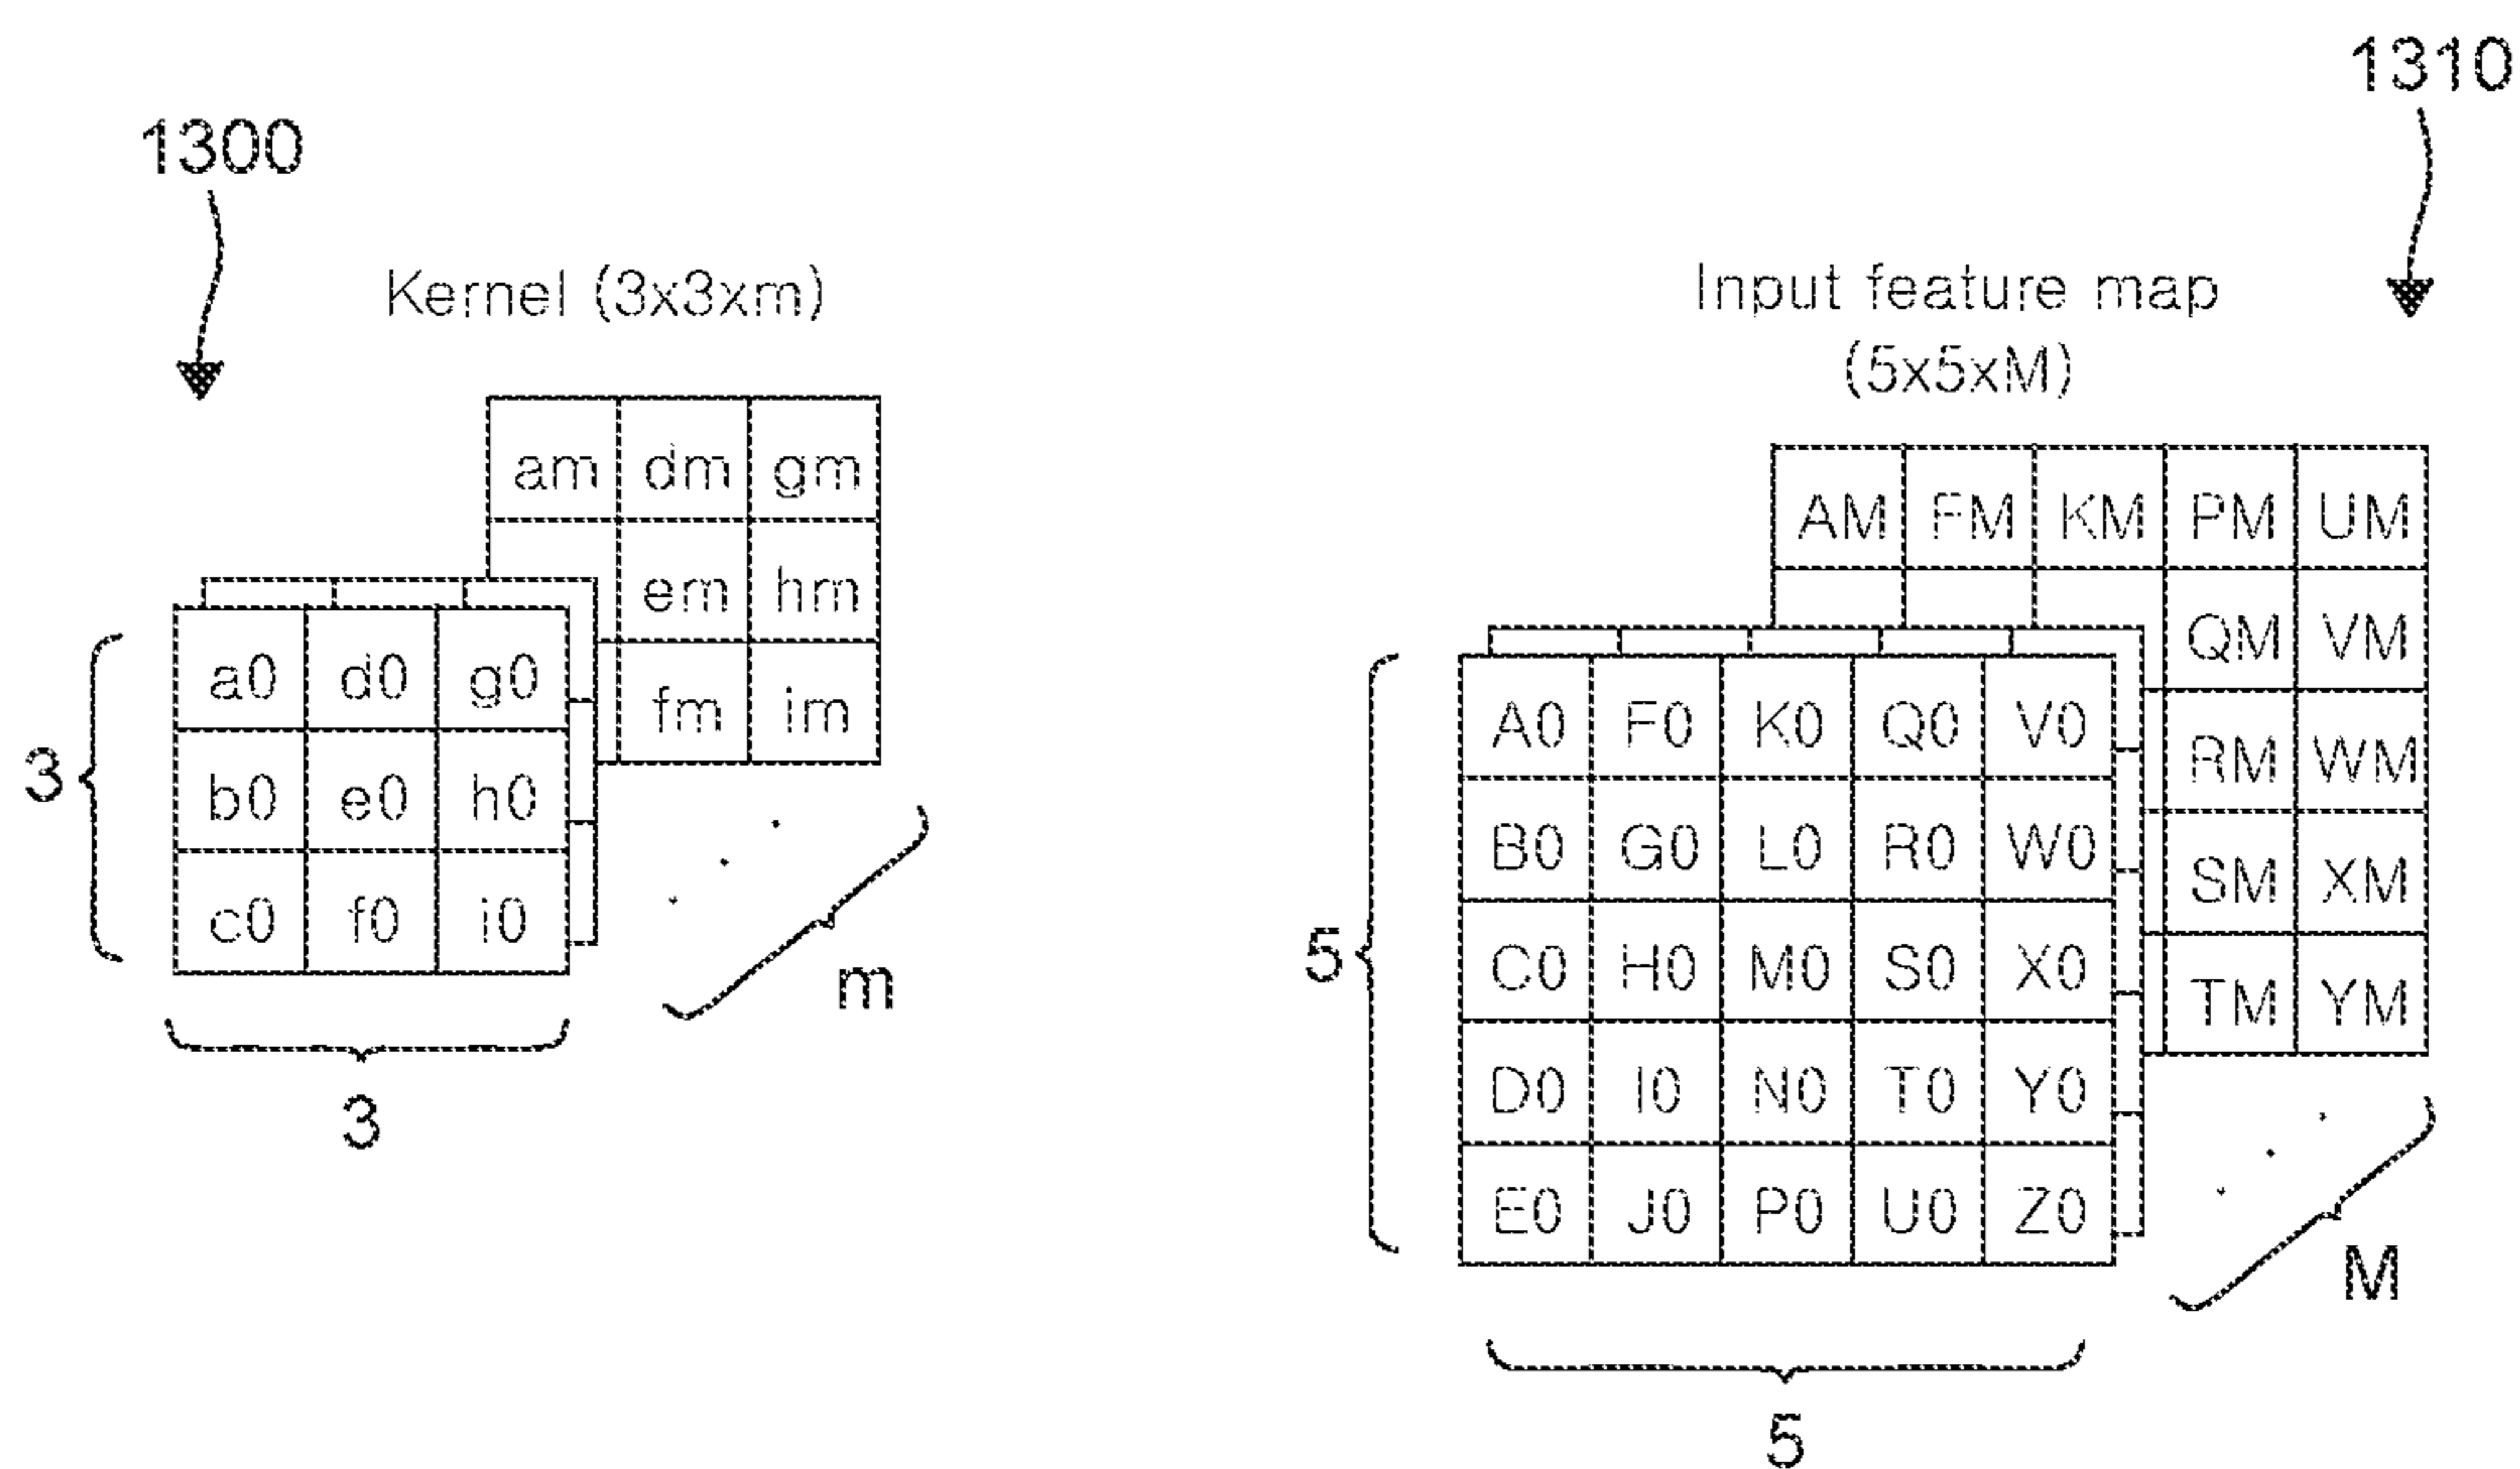 1300
Kernel (3x3xm)
am dm gm
em hm
fm im
a0 d0 g0
b0 e0 h0
c0 f0 i0
3
3
m
1310
Input feature map
(5x5xM)
AM FM KM PM UM
QM VM
RM WM
SM XM
TM YM
A0 F0 K0 Q0 V0
B0 G0 L0 R0 W0
C0 H0 M0 S0 X0
D0 I0 N0 T0 Y0
E0 J0 P0 U0 Z0
5
5
M